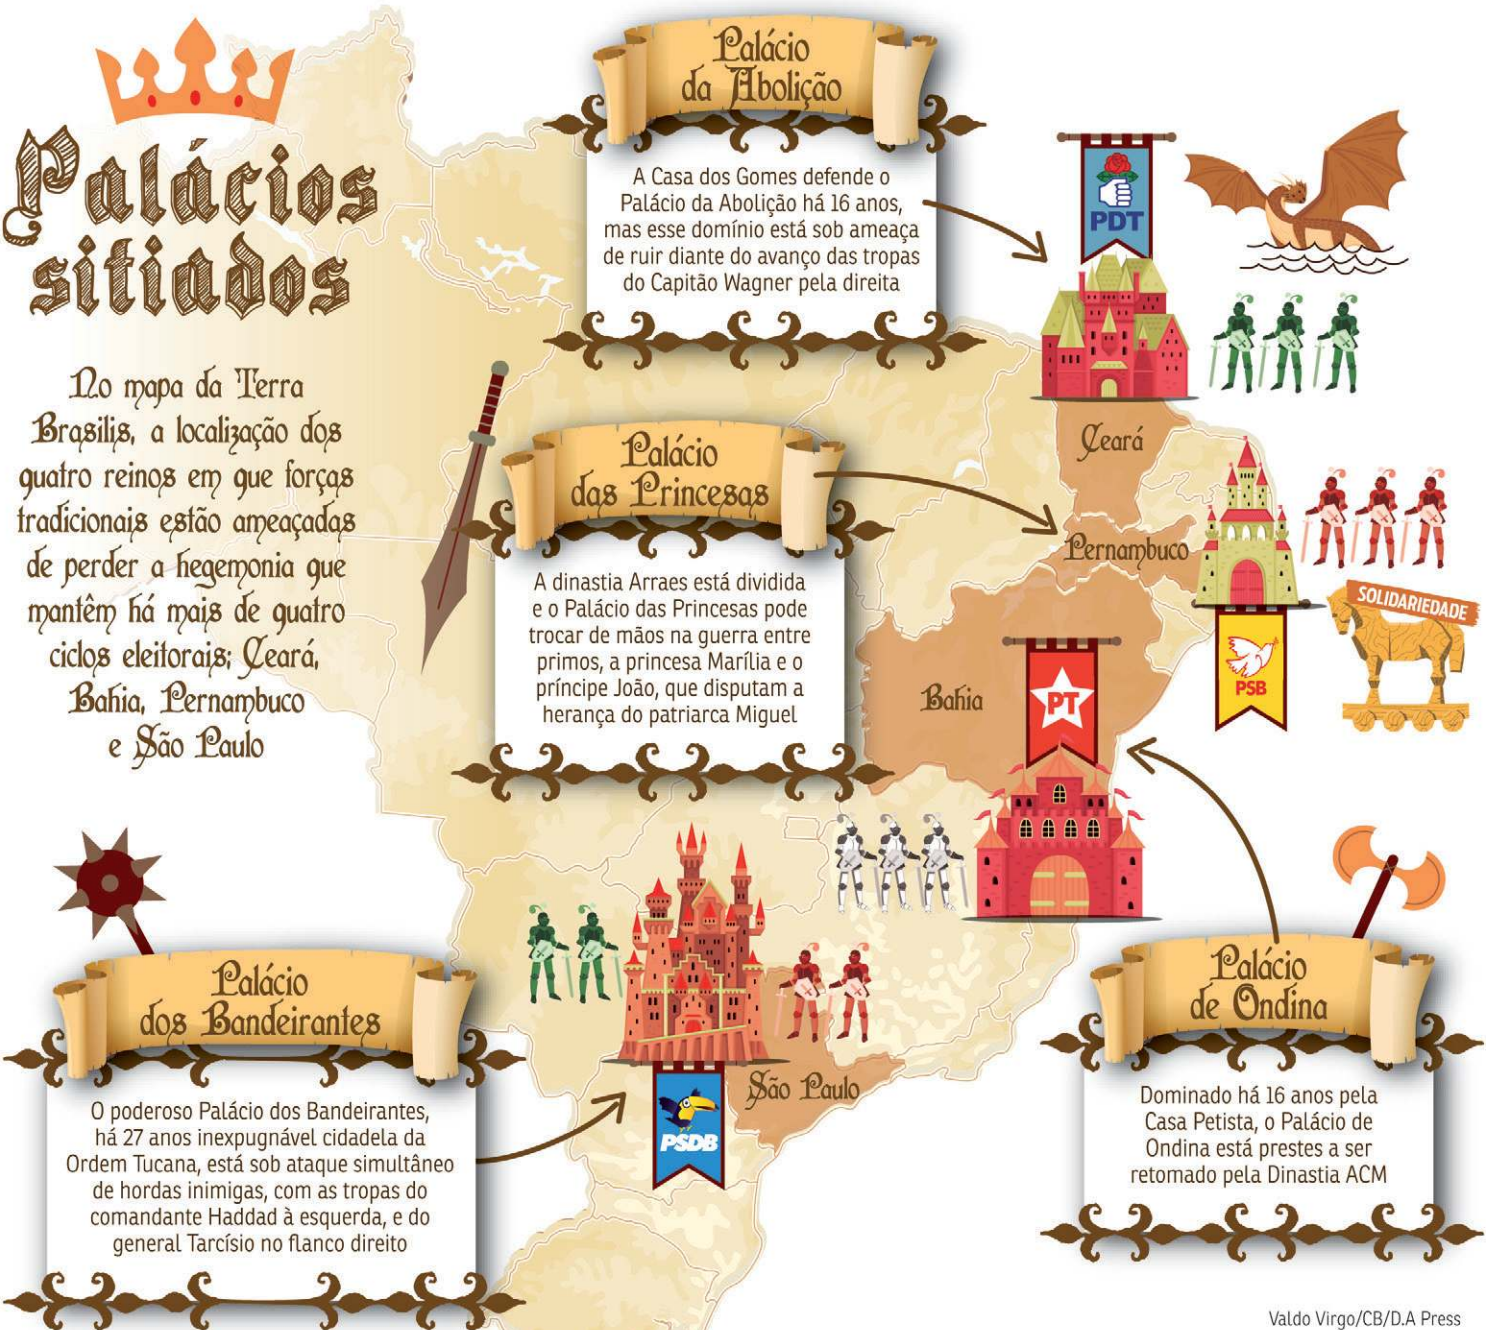 Palácios
sitiados
No mapa da Terra
Brasilis, a localização dos
quatro reinos em que forças
tradicionais estão ameaçadas
de perder a hegemonia que
mantêm há mais de quatro
ciclos eleitorais: Ceará,
Bahia, Pernambuco
e São Paulo
Palácio
da Abolição
A Casa dos Gomes defende o
Palácio da Abolição há 16 anos,
mas esse domínio está sob ameaça
de ruir diante do avanço das tropas
do Capitão Wagner pela direita
PDT
Ceará
Palácio
das Princesas
A dinastia Arraes está dividida
e o Palácio das Princesas pode
trocar de mãos na guerra entre
primos, a princesa Marília e o
príncipe João, que disputam a
herança do patriarca Miguel
Pernambuco
SOLIDARIEDADE
PSB
Bahia
PT
Palácio
dos Bandeirantes
O poderoso Palácio dos Bandeirantes,
há 27 anos inexpugnável cidadela da
Ordem Tucana, está sob ataque simultâneo
de hordas inimigas, com as tropas do
comandante Haddad à esquerda, e do
general Tarcísio no flanco direito
São Paulo
PSDB
Palácio
de Ondina
Dominado há 16 anos pela
Casa Petista, o Palácio de
Ondina está prestes a ser
retomado pela Dinastia ACM
Valdo Virgo/CB/D.A Press